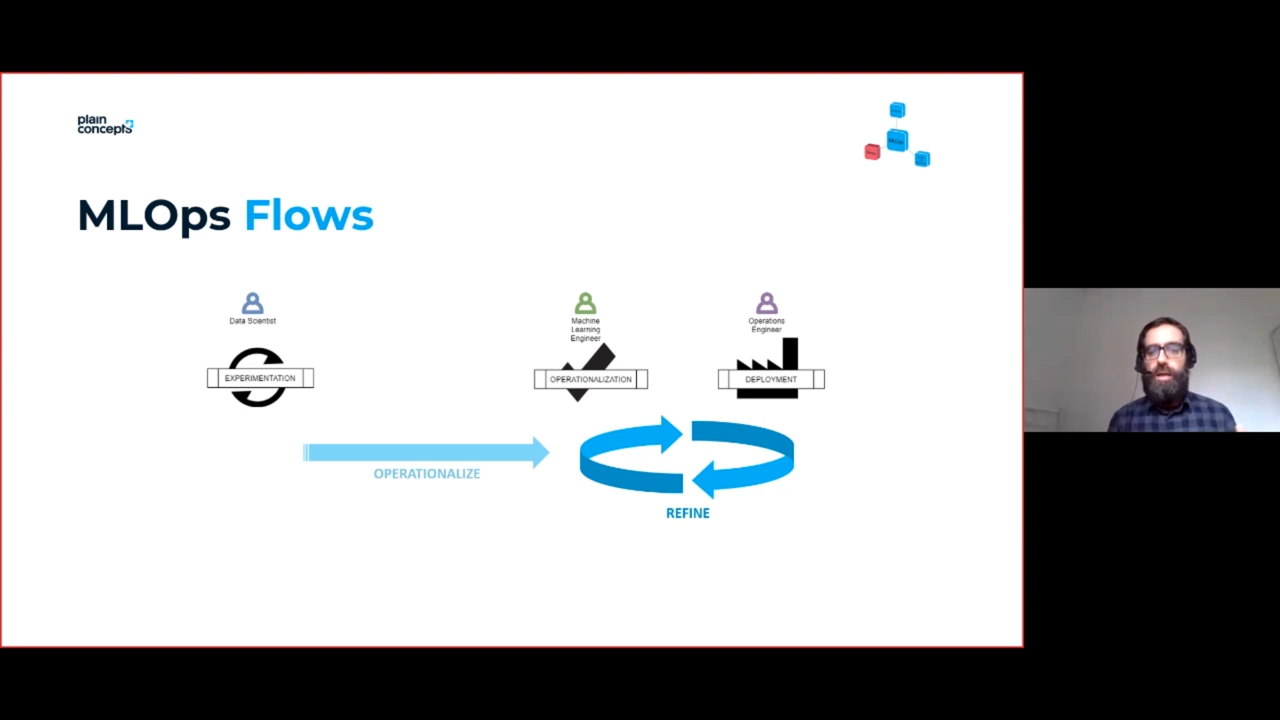 plain
concepts
MLOps Flows
Data Scientist
Machine
Learning
Engineer
Operations
Engineer
EXPERIMENTATION
OPERATIONALIZATION
DEPLOYMENT
OPERATIONALIZE
REFINE